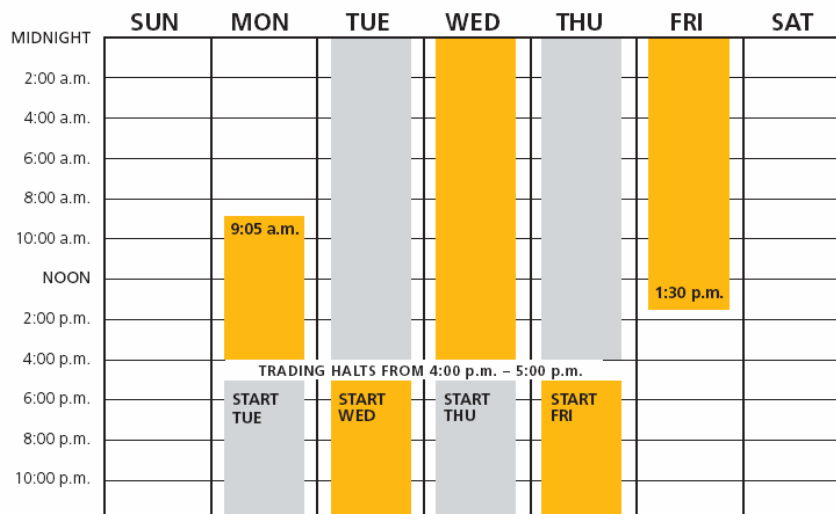 SUN MON TUE WED THU FRI SAT
MIDNIGHT
2:00 a.m.
4:00 a.m.
6:00 a.m.
8:00 a.m.
9:05 a.m.
10:00 a.m.
NOON
1:30 p.m.
2:00 p.m.
4:00 p.m.
TRADING HALTS FROM 4:00 p.m. – 5:00 p.m.
6:00 p.m.
START START START START
TUE WED THU FRI
8:00 p.m.
10:00 p.m.